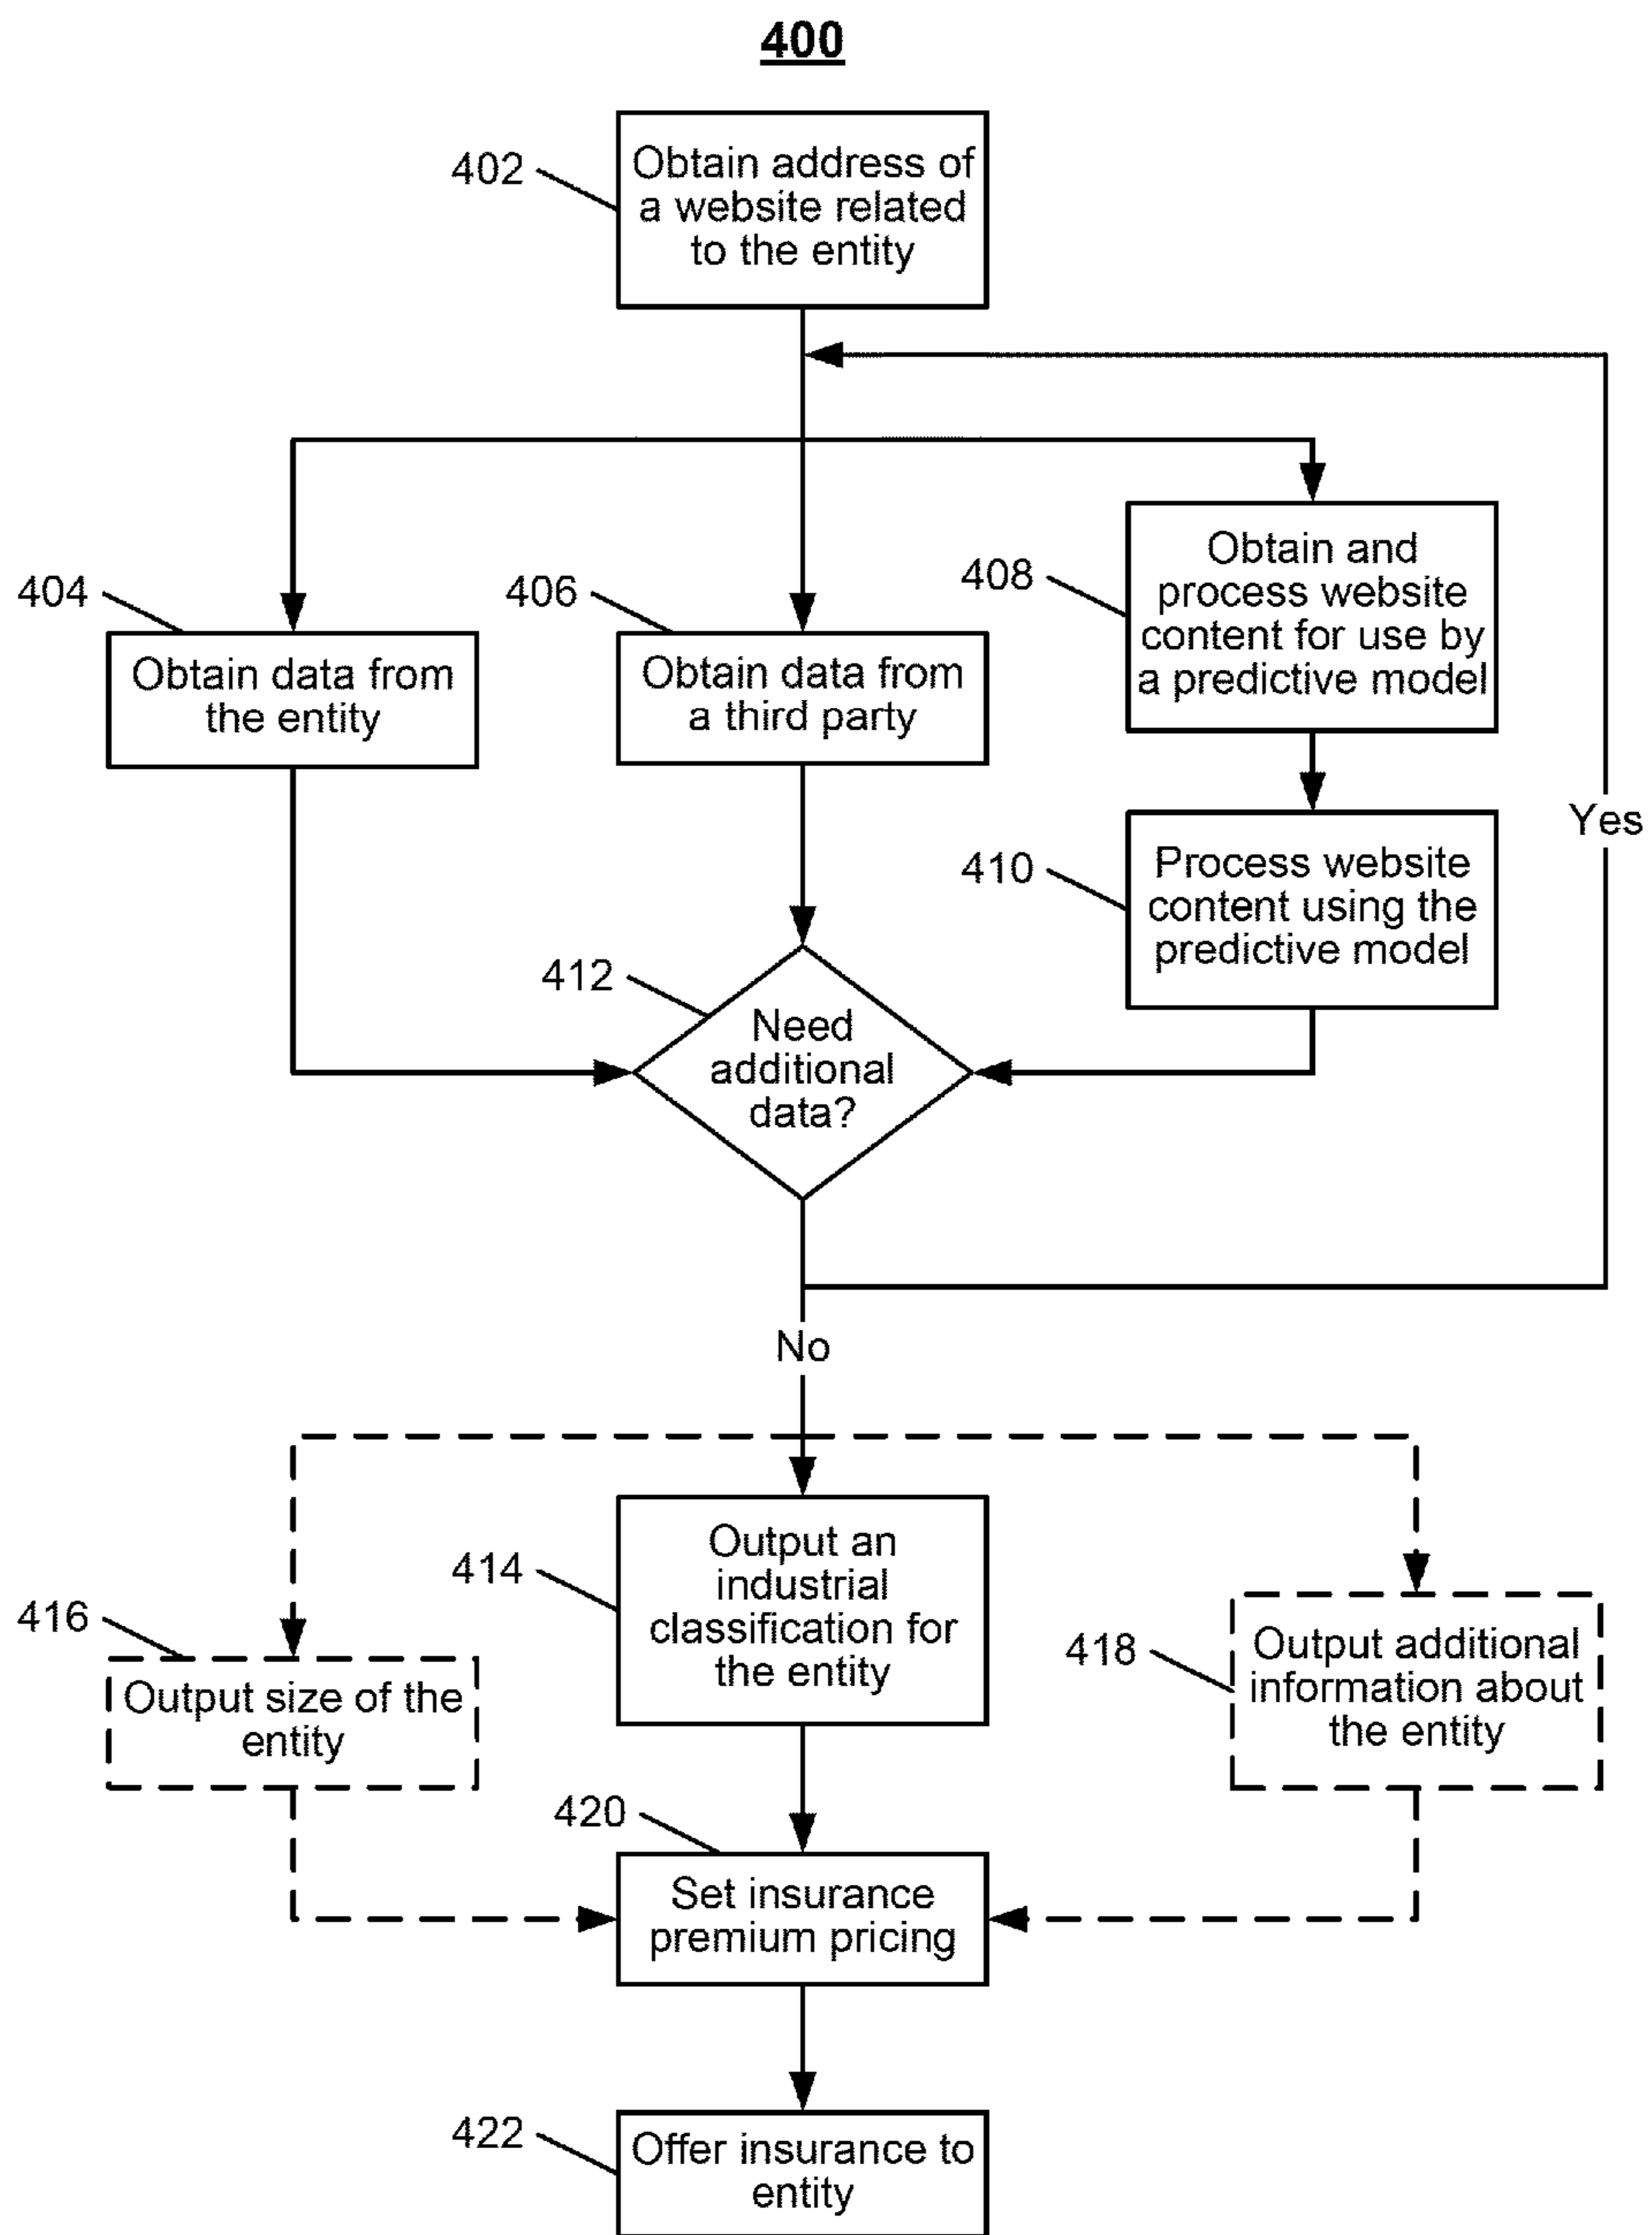 400
402
Obtain address of
a website related
to the entity
404
Obtain data from
the entity
406
Obtain data from
a third party
408
Obtain and
process website
content for use by
a predictive model
410
Process website
content using the
predictive model
Yes
412
Need
additional
data?
No
414
Output an
industrial
classification for
the entity
416
Output size of the
entity
418
Output additional
information about
the entity
420
Set insurance
premium pricing
422
Offer insurance to
entity